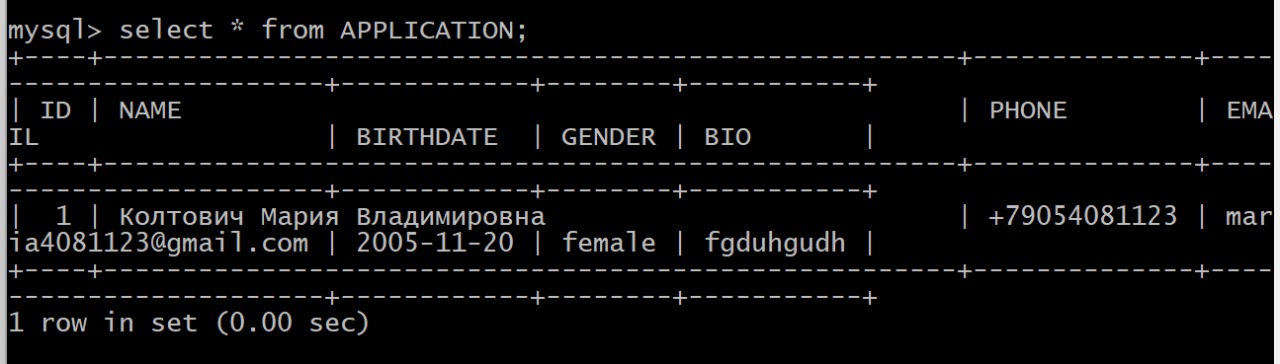 mysql> select * from APPLICATION;
+----+------------------------------------------------------+--------------+----
--------------------+------------+--------+-----------+
| ID | NAME                                                 | PHONE        | EMA
IL                  | BIRTHDATE  | GENDER | BIO       |
+----+------------------------------------------------------+--------------+----
--------------------+------------+--------+-----------+
|  1 | Колтович Мария Владимировна                          | +79054081123 | mar
ia4081123@gmail.com | 2005-11-20 | female | fgduhgudh |
+----+------------------------------------------------------+--------------+----
--------------------+------------+--------+-----------+
1 row in set (0.00 sec)